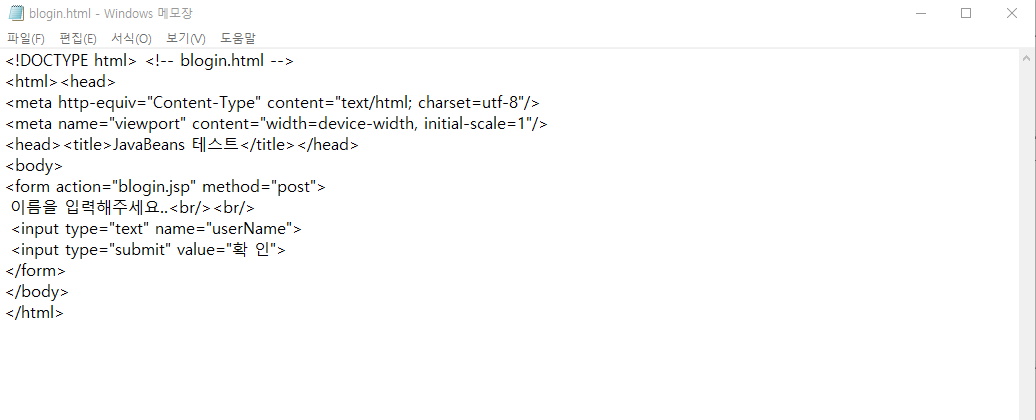 blogin.html - Windows 메모장
파일(F) 편집(E) 서식(O) 보기(V) 도움말
<!DOCTYPE html> <!-- blogin.html -->
<html><head>
<meta http-equiv="Content-Type" content="text/html; charset=utf-8"/>
<meta name="viewport" content="width=device-width, initial-scale=1"/>
<head><title>JavaBeans 테스트</title></head>
<body>
<form action="blogin.jsp" method="post">
이름을 입력해주세요..<br/><br/>
<input type="text" name="userName">
<input type="submit" value="확 인">
</form>
</body>
</html>